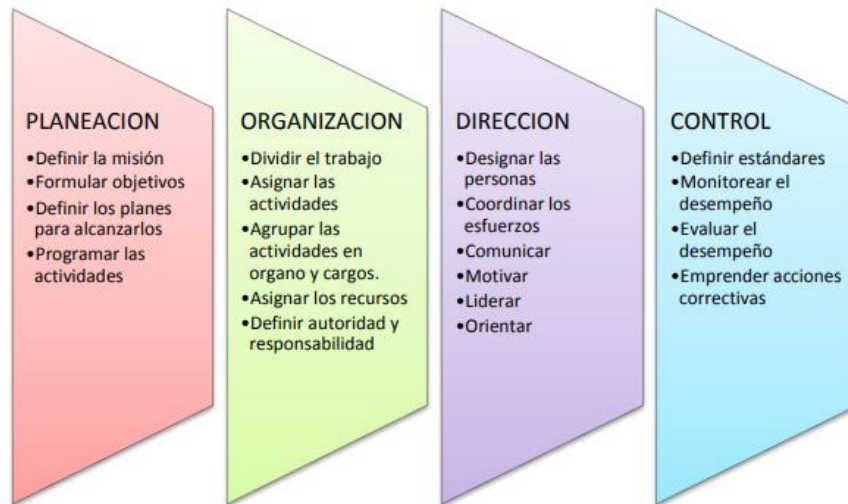 PLANEACION
•Definir la misión
•Formular objetivos
•Definir los planes
para alcanzarlos
•Programar las
actividades
ORGANIZACION
•Dividir el trabajo
•Asignar las
actividades
•Agrupar las
actividades en
organo y cargos.
•Asignar los recursos
•Definir autoridad y
responsabilidad
DIRECCION
•Designar las
personas
•Coordinar los
esfuerzos
•Comunicar
•Motivar
•Liderar
•Orientar
CONTROL
•Definir estándares
•Monitorear el
desempeño
•Evaluar el
desempeño
•Emprender acciones
correctivas